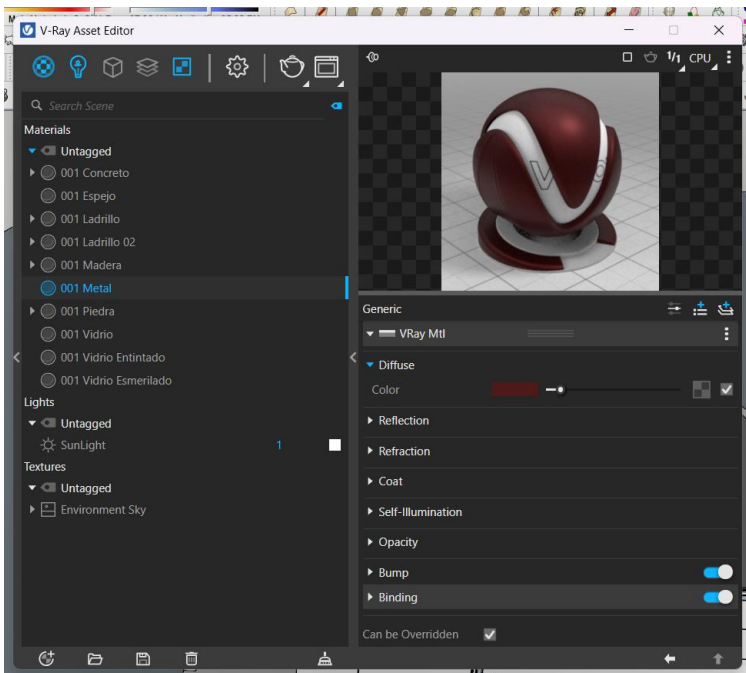 V-Ray Asset Editor
1/1 CPU
Search Scene
Materials
Untagged
001 Concreto
001 Espejo
001 Ladrillo
001 Ladrillo 02
001 Madera
001 Metal
001 Piedra
001 Vidrio
001 Vidrio Entintado
001 Vidrio Esmerilado
Lights
Untagged
SunLight 1
Textures
Untagged
Environment Sky
Generic
VRay Mtl
Diffuse
Color
Reflection
Refraction
Coat
Self-Illumination
Opacity
Bump
Binding
Can be Overridden